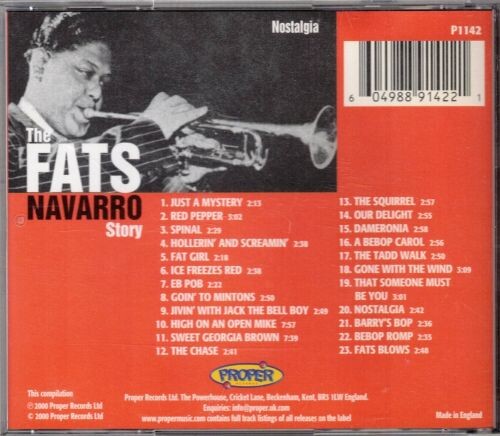 Nostalgia
P1142
6 04988 91422 1
The
FATS
NAVARRO
Story
1. JUST A MYSTERY 2:13
2. RED PEPPER 3:02
3. SPINAL 2:29
4. HOLLERIN' AND SCREAMIN' 2:38
5. FAT GIRL 2:18
6. ICE FREEZES RED 2:38
7. EB POB 2:22
8. GOIN' TO MINTONS 2:50
9. JIVIN' WITH JACK THE BELL BOY 2:49
10. HIGH ON AN OPEN MIKE 7:57
11. SWEET GEORGIA BROWN 7:39
12. THE CHASE 2:41
13. THE SQUIRREL 2:57
14. OUR DELIGHT 2:55
15. DAMERONIA 2:58
16. A BEBOP CAROL 2:56
17. THE TADD WALK 2:50
18. GONE WITH THE WIND 3:09
19. THAT SOMEONE MUST
BE YOU 3:01
20. NOSTALGIA 2:42
21. BARRY'S BOP 2:36
22. BEBOP ROMP 2:35
23. FATS BLOWS 2:48
PROPER
RECORDS
This compilation
℗ 2000 Proper Records Ltd
© 2000 Proper Records Ltd
Proper Records Ltd. The Powerhouse, Cricket Lane, Beckenham, Kent, BR3 1LW England.
Enquiries: info@proper.uk.com
www.propermusic.com contains full track listings of all releases on the label
Made in England